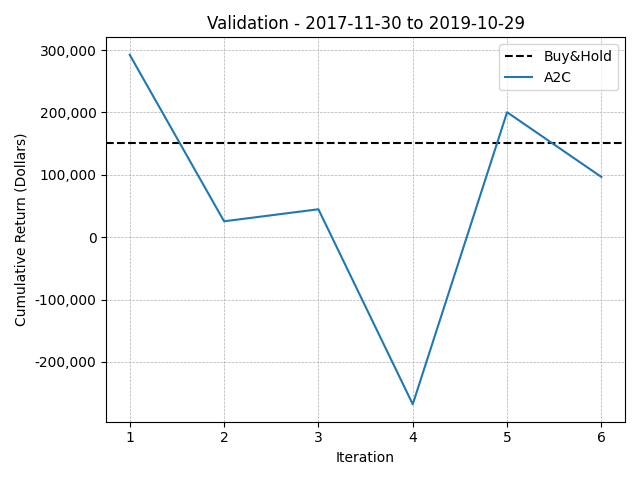 Validation - 2017-11-30 to 2019-10-29
Cumulative Return (Dollars)
300,000
200,000
100,000
0
-100,000
-200,000
Buy&Hold
A2C
1 2 3 4 5 6
Iteration